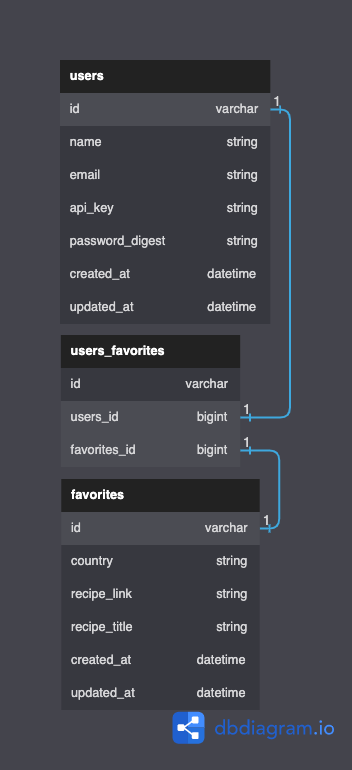 users
id varchar 1
name string
email string
api_key string
password_digest string
created_at datetime
updated_at datetime
users_favorites
id varchar
users_id bigint 1
favorites_id bigint 1
favorites
id varchar 1
country string
recipe_link string
recipe_title string
created_at datetime
updated_at datetime
dbdiagram.io